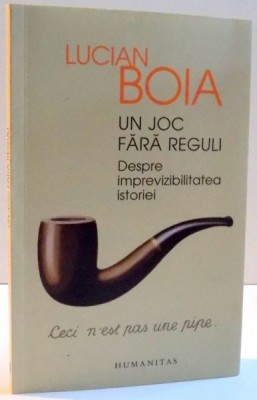 LUCIAN
BOIA
UN JOC
FĂRĂ REGULI
Despre
imprevizibilitatea
istoriei
Ceci n'est pas une pipe.
HUMANITAS